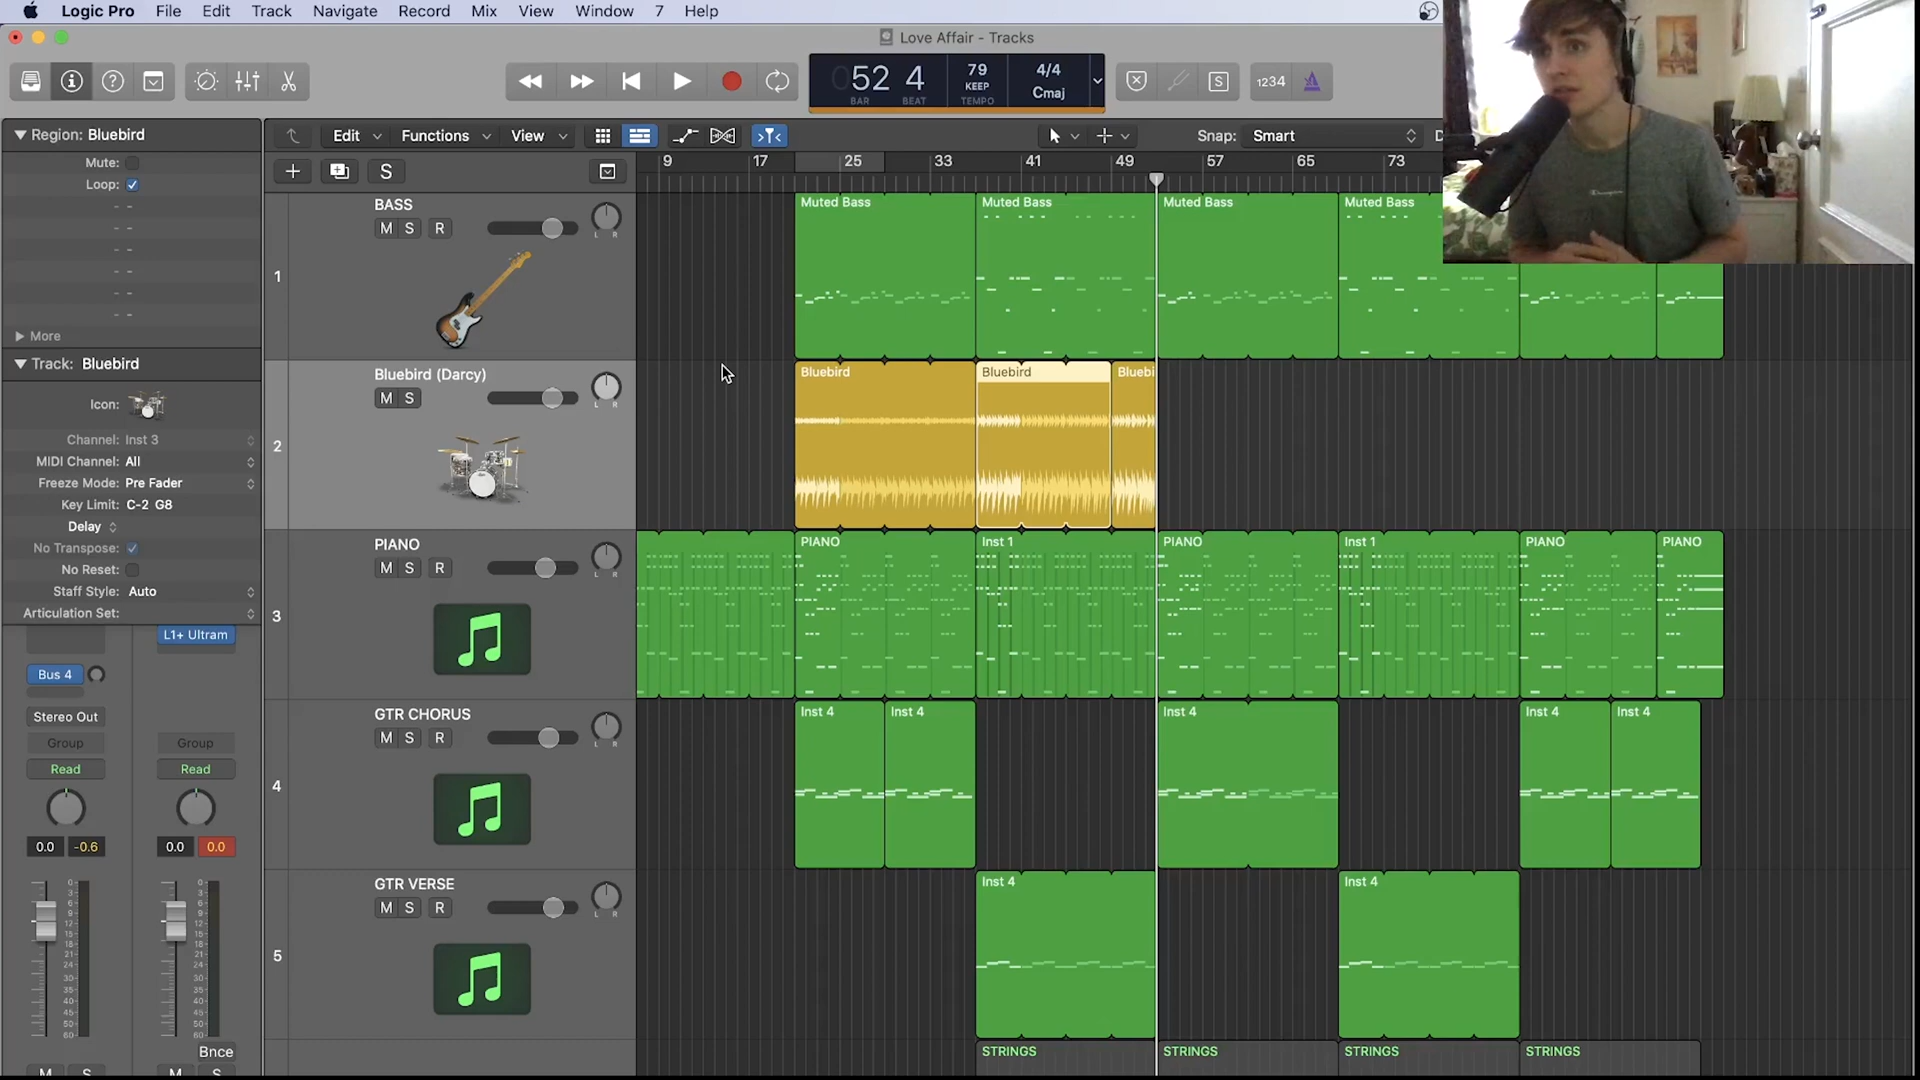 Logic Pro File Edit Track Navigate Record Mix View Window 7 Help
Love Affair - Tracks
52 4 79 4/4
KEEP Cmaj
BAR BEAT TEMPO
S 1234
Region: Bluebird
Edit Functions View Snap: Smart
Mute:
Loop:
9 17 25 33 41 49 57 65 73
S
More
Track: Bluebird
Icon:
Channel: Inst 3
MIDI Channel: All
Freeze Mode: Pre Fader
Key Limit: C-2 G8
Delay
No Transpose:
No Reset:
Staff Style: Auto
Articulation Set:
L1+ Ultram
Bus 4
Stereo Out
Group Group
Read Read
0.0 -0.6 0.0 0.0
Bnce
M S M S
BASS
M S R L R
1
Muted Bass Muted Bass Muted Bass Muted Bass
Bluebird (Darcy)
M S L R
2
Bluebird Bluebird Bluebi
PIANO
M S R L R
3
PIANO Inst 1 PIANO Inst 1 PIANO PIANO
GTR CHORUS
M S R L R
4
Inst 4 Inst 4 Inst 4 Inst 4 Inst 4
GTR VERSE
M S R L R
5
Inst 4 Inst 4
STRINGS STRINGS STRINGS STRINGS